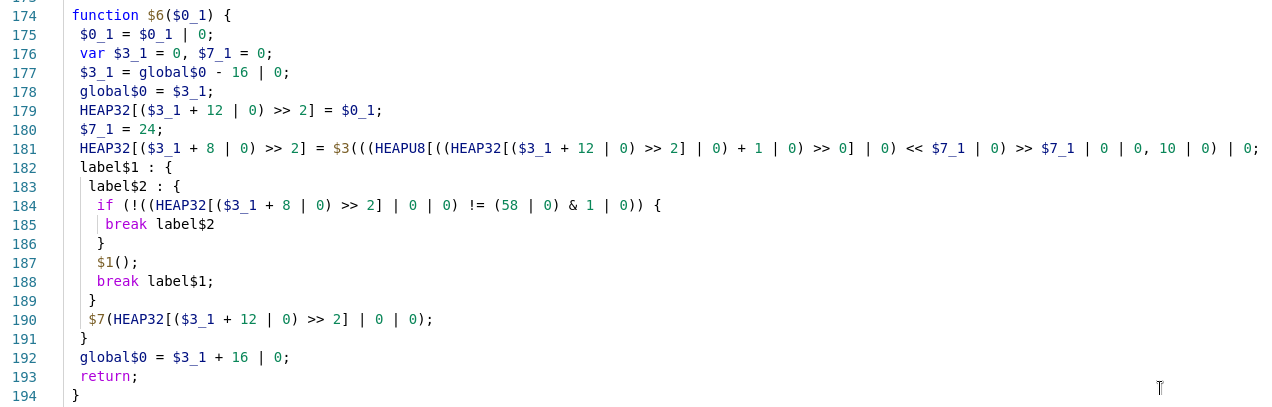 174 function $6($0_1) {
175 $0_1 = $0_1 | 0;
176 var $3_1 = 0, $7_1 = 0;
177 $3_1 = global$0 - 16 | 0;
178 global$0 = $3_1;
179 HEAP32[($3_1 + 12 | 0) >> 2] = $0_1;
180 $7_1 = 24;
181 HEAP32[($3_1 + 8 | 0) >> 2] = $3(((HEAPU8[((HEAP32[($3_1 + 12 | 0) >> 2] | 0) + 1 | 0) >> 0] | 0) << $7_1 | 0) >> $7_1 | 0 | 0, 10 | 0) | 0;
182 label$1 : {
183 label$2 : {
184 if (!((HEAP32[($3_1 + 8 | 0) >> 2] | 0 | 0) != (58 | 0) & 1 | 0)) {
185 break label$2
186 }
187 $1();
188 break label$1;
189 }
190 $7(HEAP32[($3_1 + 12 | 0) >> 2] | 0 | 0);
191 }
192 global$0 = $3_1 + 16 | 0;
193 return;
194 }